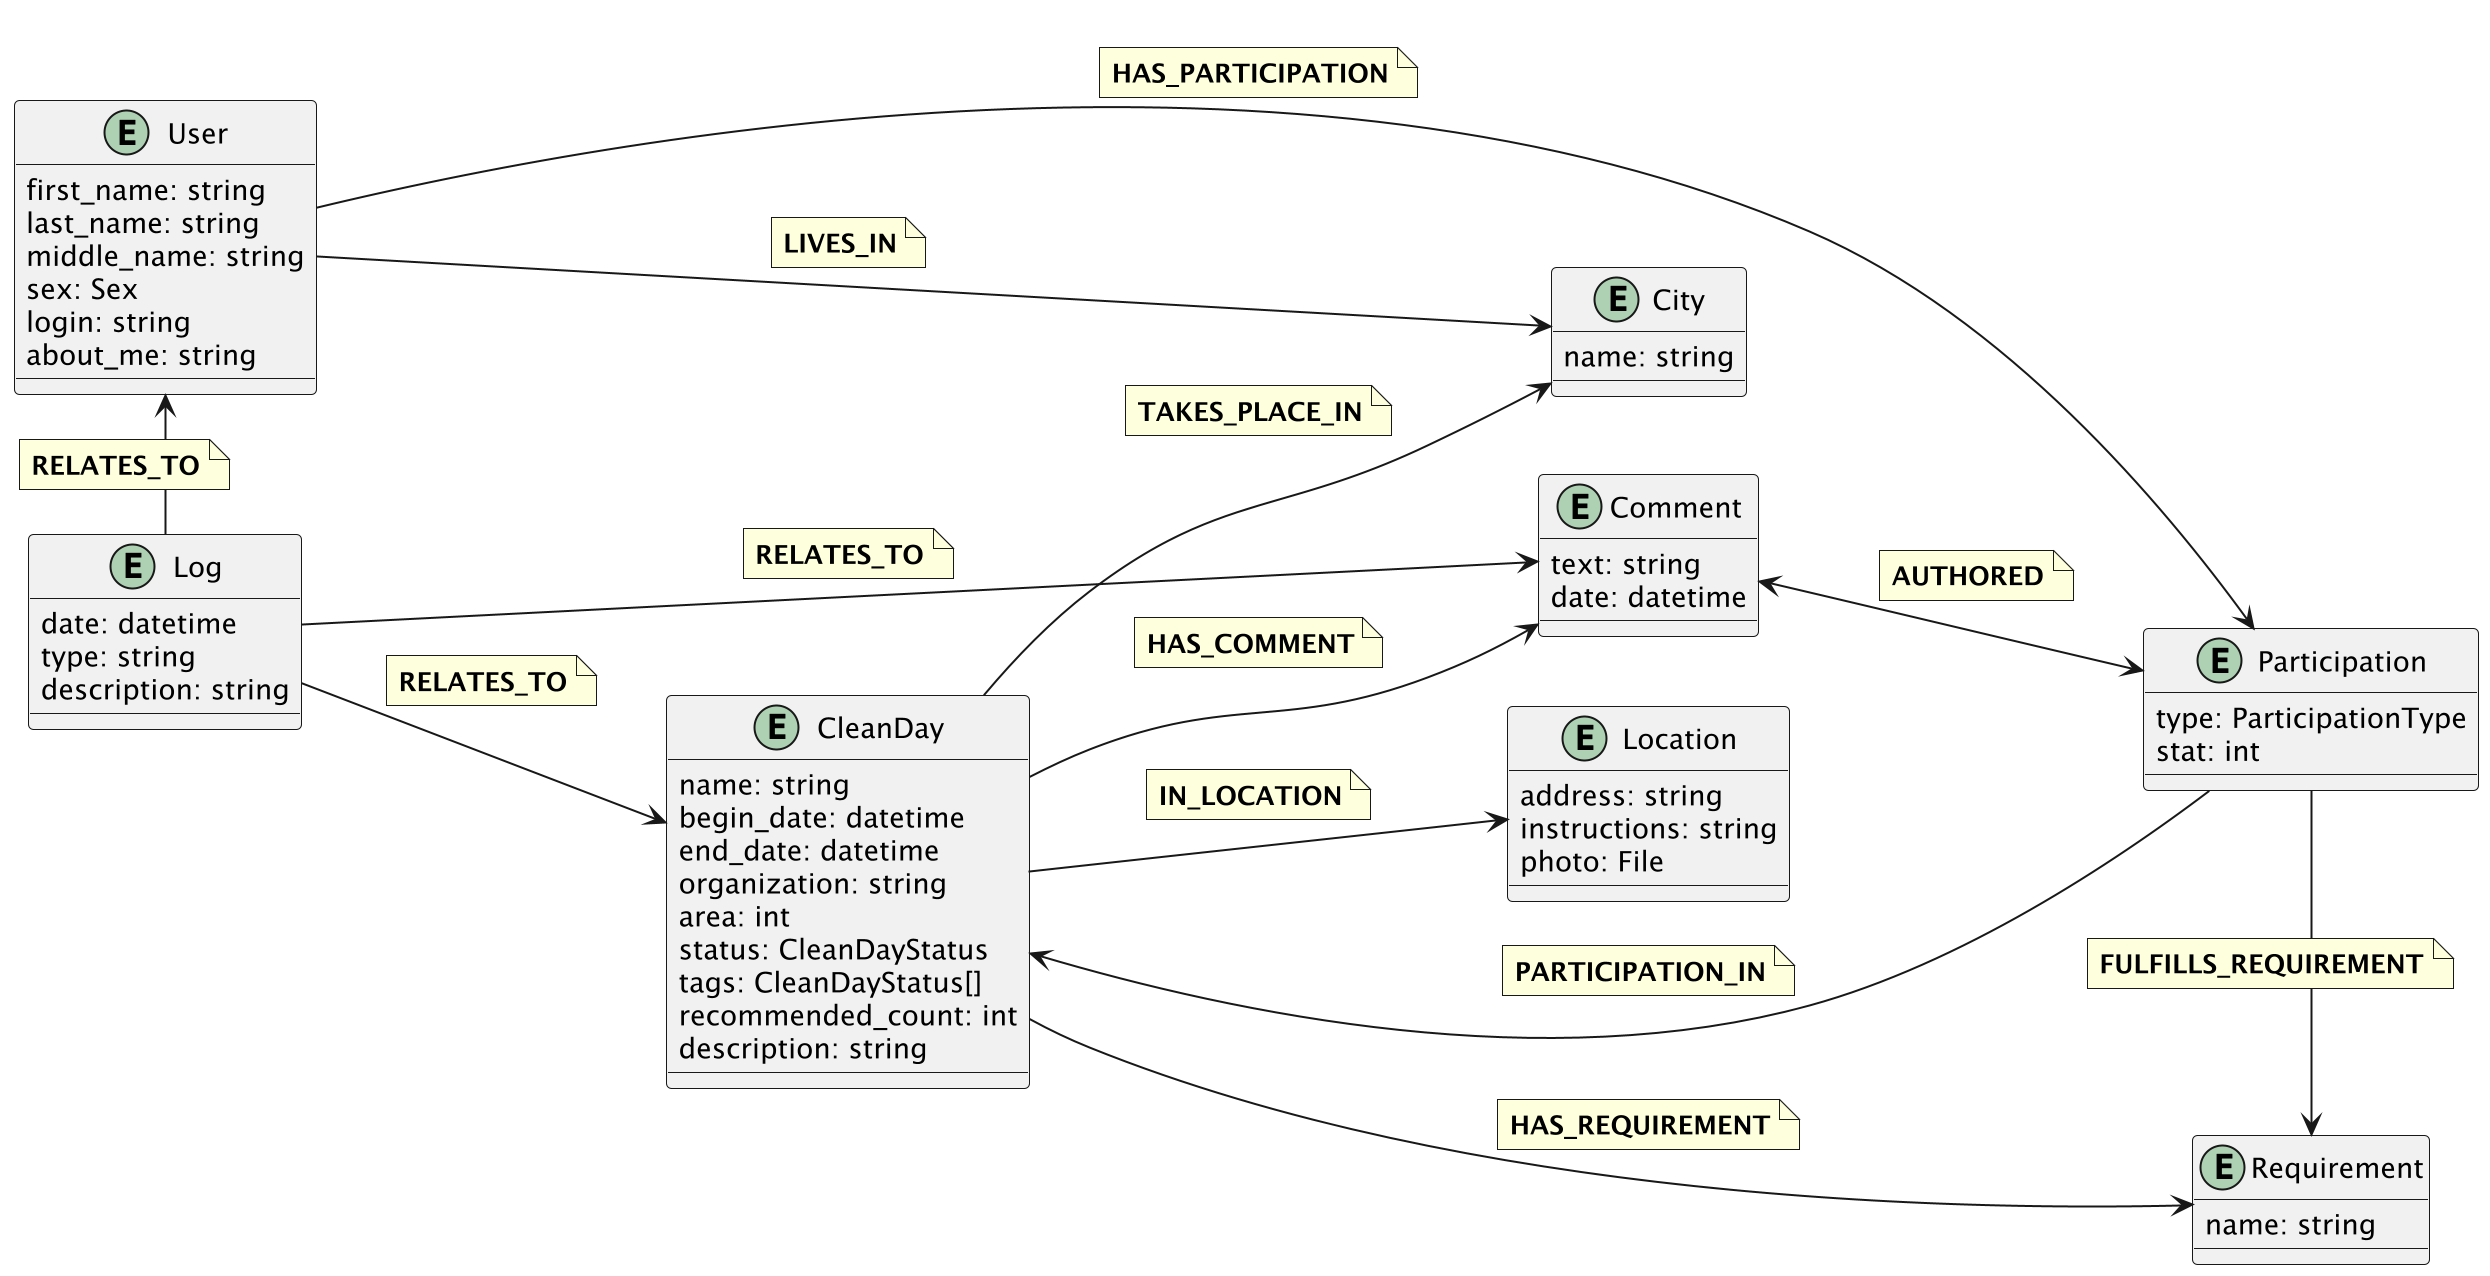 HAS_PARTICIPATION
E User
first_name: string
last_name: string
middle_name: string
sex: Sex
login: string
about_me: string
LIVES_IN
E City
name: string
TAKES_PLACE_IN
RELATES_TO
E Log
date: datetime
type: string
description: string
RELATES_TO
E Comment
text: string
date: datetime
AUTHORED
HAS_COMMENT
RELATES_TO
E Participation
type: ParticipationType
stat: int
E CleanDay
name: string
begin_date: datetime
end_date: datetime
organization: string
area: int
status: CleanDayStatus
tags: CleanDayStatus[]
recommended_count: int
description: string
IN_LOCATION
E Location
address: string
instructions: string
photo: File
PARTICIPATION_IN
FULFILLS_REQUIREMENT
HAS_REQUIREMENT
E Requirement
name: string